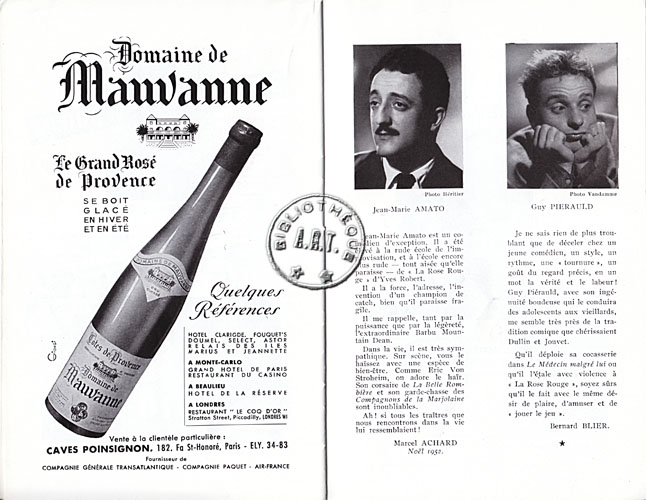 Domaine de
Mauvanne
Le Grand Rosé
de Provence
SE BOIT
GLACÉ
EN HIVER
ET EN ÉTÉ
DOMAINE DE MAUVANNE
Côtes de Provence
Domaine de
Mauvanne
Quelques
Références
HOTEL CLARIDGE, FOUQUET'S
DOUMEL, SELECT, ASTOR
RELAIS DES ILES
MARIUS ET JEANNETTE
A MONTE-CARLO
GRAND HOTEL DE PARIS
RESTAURANT DU CASINO
A BEAULIEU
HOTEL DE LA RÉSERVE
A LONDRES
RESTAURANT "LE COQ D'OR"
Stratton Street, Piccadilly, LONDRES W1
Vente à la clientèle particulière :
CAVES POINSIGNON, 182, Fg St-Honoré, Paris - ELY. 34-83
Fournisseur de
COMPAGNIE GÉNÉRALE TRANSATLANTIQUE - COMPAGNIE PAQUET - AIR-FRANCE
BIBLIOTHÈQUE
A.R.T.
Photo Héritier
Jean-Marie AMATO
Jean-Marie Amato est un co-
dien d'exception. Il a été
vé à la rude école de l'im-
ovisation, et à l'école encore
us rude — tout aisée qu'elle
paraisse — de « La Rose Rou-
ge » d'Yves Robert.
Il a la force, l'adresse, l'in-
vention d'un champion de
catch, bien qu'il paraisse fra-
gile.
Il me rappelle, tant par la
puissance que par la légèreté,
l'extraordinaire Barbu Moun-
tain Dean.
Dans la vie, il est très sym-
pathique. Sur scène, vous le
haïssez avec une espèce de
bien-être. Comme Eric Von
Stroheim, on adore le haïr.
Son corsaire de La Belle Rom-
bière et son garde-chasse des
Compagnons de la Marjolaine
sont inoubliables.
Ah ! si tous les traîtres que
nous rencontrons dans la vie
lui ressemblaient !
Marcel ACHARD
Noël 1952.
Photo Vandamme
Guy PIERAULD
Je ne sais rien de plus trou-
blant que de déceler chez un
jeune comédien, un style, un
rythme, une « tournure », un
goût du regard précis, en un
mot la vérité et le labeur !
Guy Piérauld, avec son ingé-
nuité boudeuse qui le conduira
des adolescents aux vieillards,
me semble très près de la tra-
dition comique que chérissaient
Dullin et Jouvet.
Qu'il déploie sa cocasserie
dans Le Médecin malgré lui ou
qu'il l'étale avec violence à
« La Rose Rouge », soyez sûrs
qu'il le fait avec le même dé-
sir de plaire, d'amuser et de
« jouer le jeu ».
Bernard BLIER.